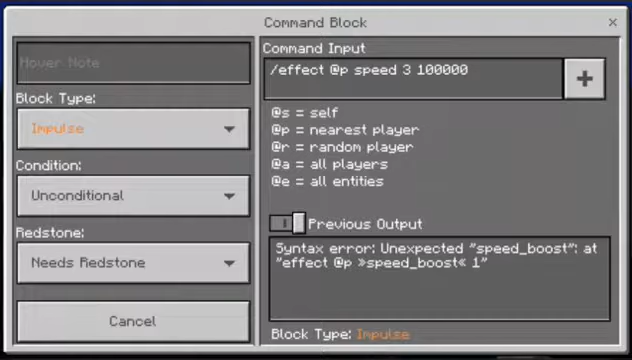 Command Block
×
Hover Note
Block Type:
Impulse
Condition:
Unconditional
Redstone:
Needs Redstone
Cancel
Command Input
/effect @p speed 3 100000
+
@s = self
@p = nearest player
@r = random player
@a = all players
@e = all entities
Previous Output
Syntax error: Unexpected "speed_boost": at
"effect @p »speed_boost« 1"
Block Type: Impulse